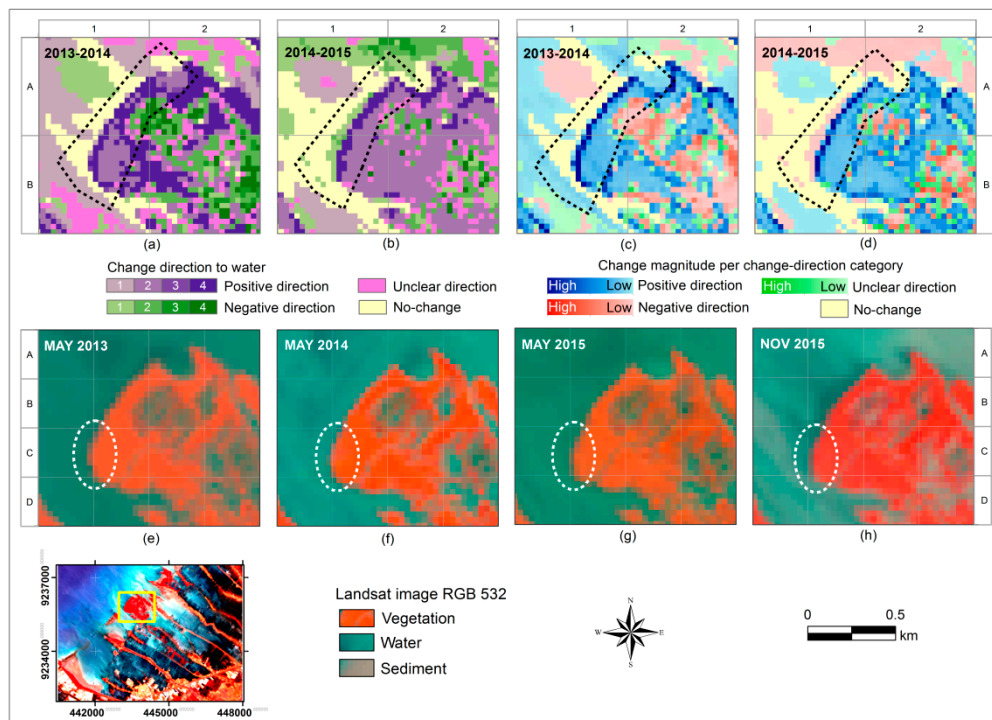 1 2 1 2
2013-2014 2014-2015 2013-2014 2014-2015
A A
B B
(a) (b) (c) (d)
Change direction to water
1 2 3 4 Positive direction Unclear direction
1 2 3 4 Negative direction No-change
Change magnitude per change-direction category
High Low Positive direction High Low Unclear direction
High Low Negative direction No-change
MAY 2013 MAY 2014 MAY 2015 NOV 2015
A A
B B
C C
D D
(e) (f) (g) (h)
9237000
9234000
442000 445000 448000
Landsat image RGB 532
Vegetation
Water
Sediment
N
W E
S
0 0.5
km